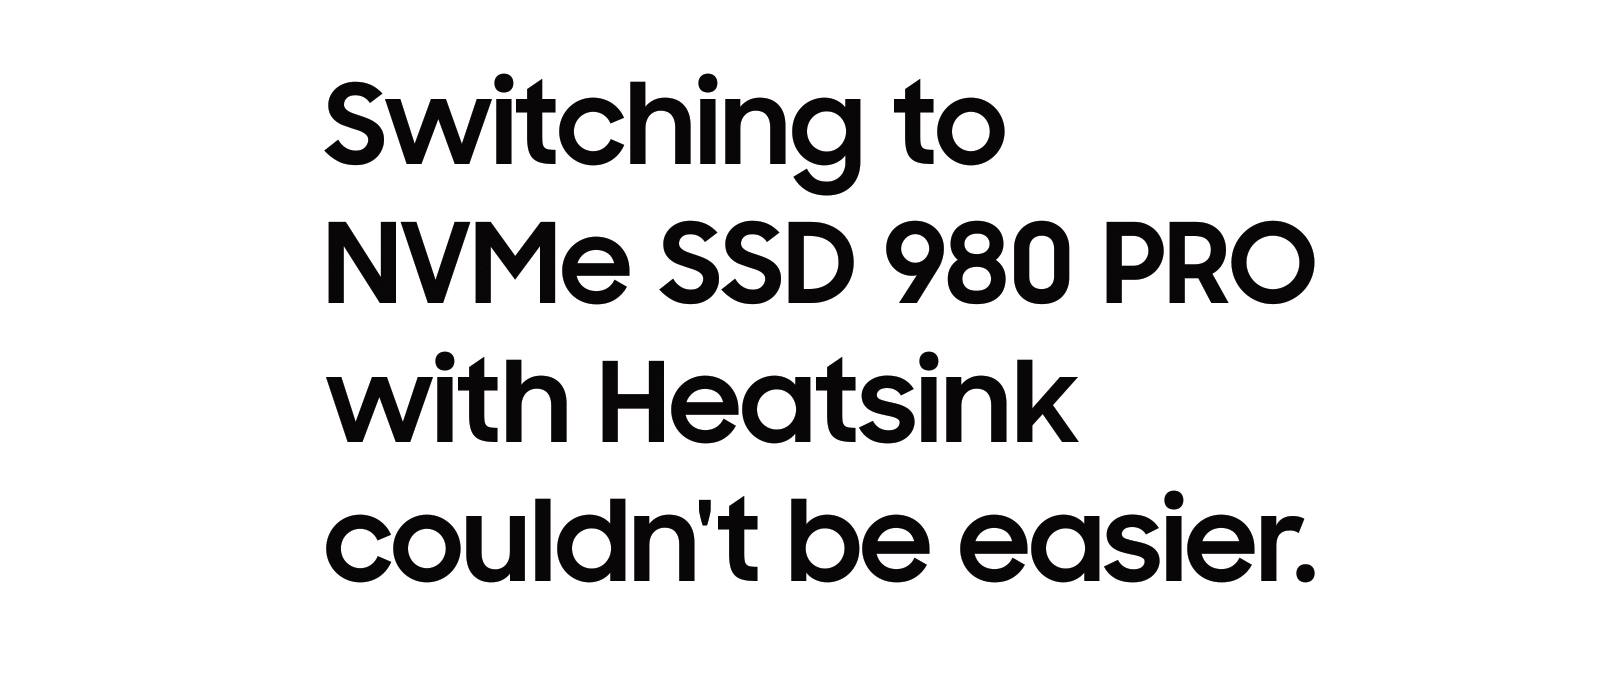 Switching to
NVMe SSD 980 PRO
with Heatsink
couldn't be easier.